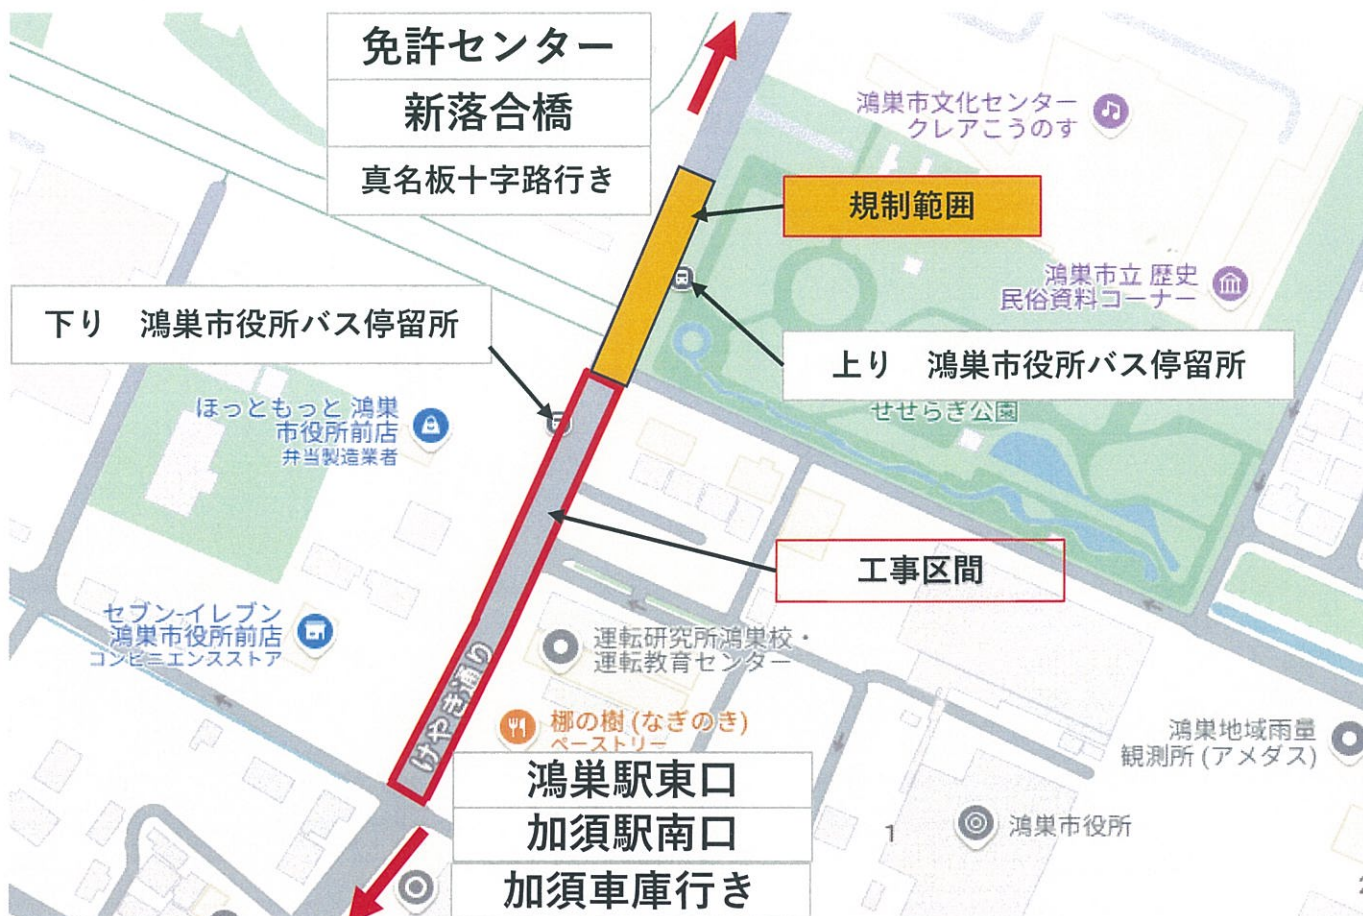 免許センター
新落合橋
真名板十字路行き
鴻巣市文化センター
クレアこうのす
規制範囲
鴻巣市立 歴史
民俗資料コーナー
下り　鴻巣市役所バス停留所
上り　鴻巣市役所バス停留所
せせらぎ公園
ほっともっと 鴻巣
市役所前店
弁当製造業者
工事区間
セブン-イレブン
鴻巣市役所前店
コンビニエンスストア
運転研究所鴻巣校・
運転教育センター
けやき通り
梛の樹 (なぎのき)
ペーストリー
鴻巣地域雨量
観測所 (アメダス)
鴻巣駅東口
加須駅南口
加須車庫行き
1
鴻巣市役所